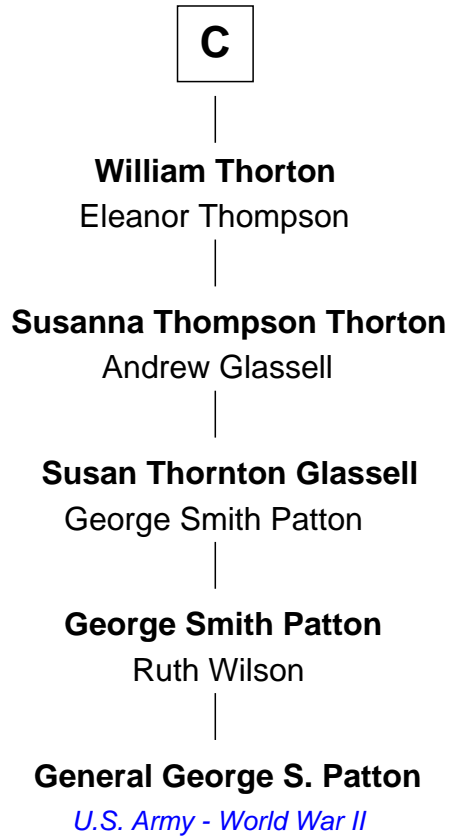 C
William Thorton
Eleanor Thompson
Susanna Thompson Thorton
Andrew Glassell
Susan Thornton Glassell
George Smith Patton
George Smith Patton
Ruth Wilson
General George S. Patton
U.S. Army - World War II